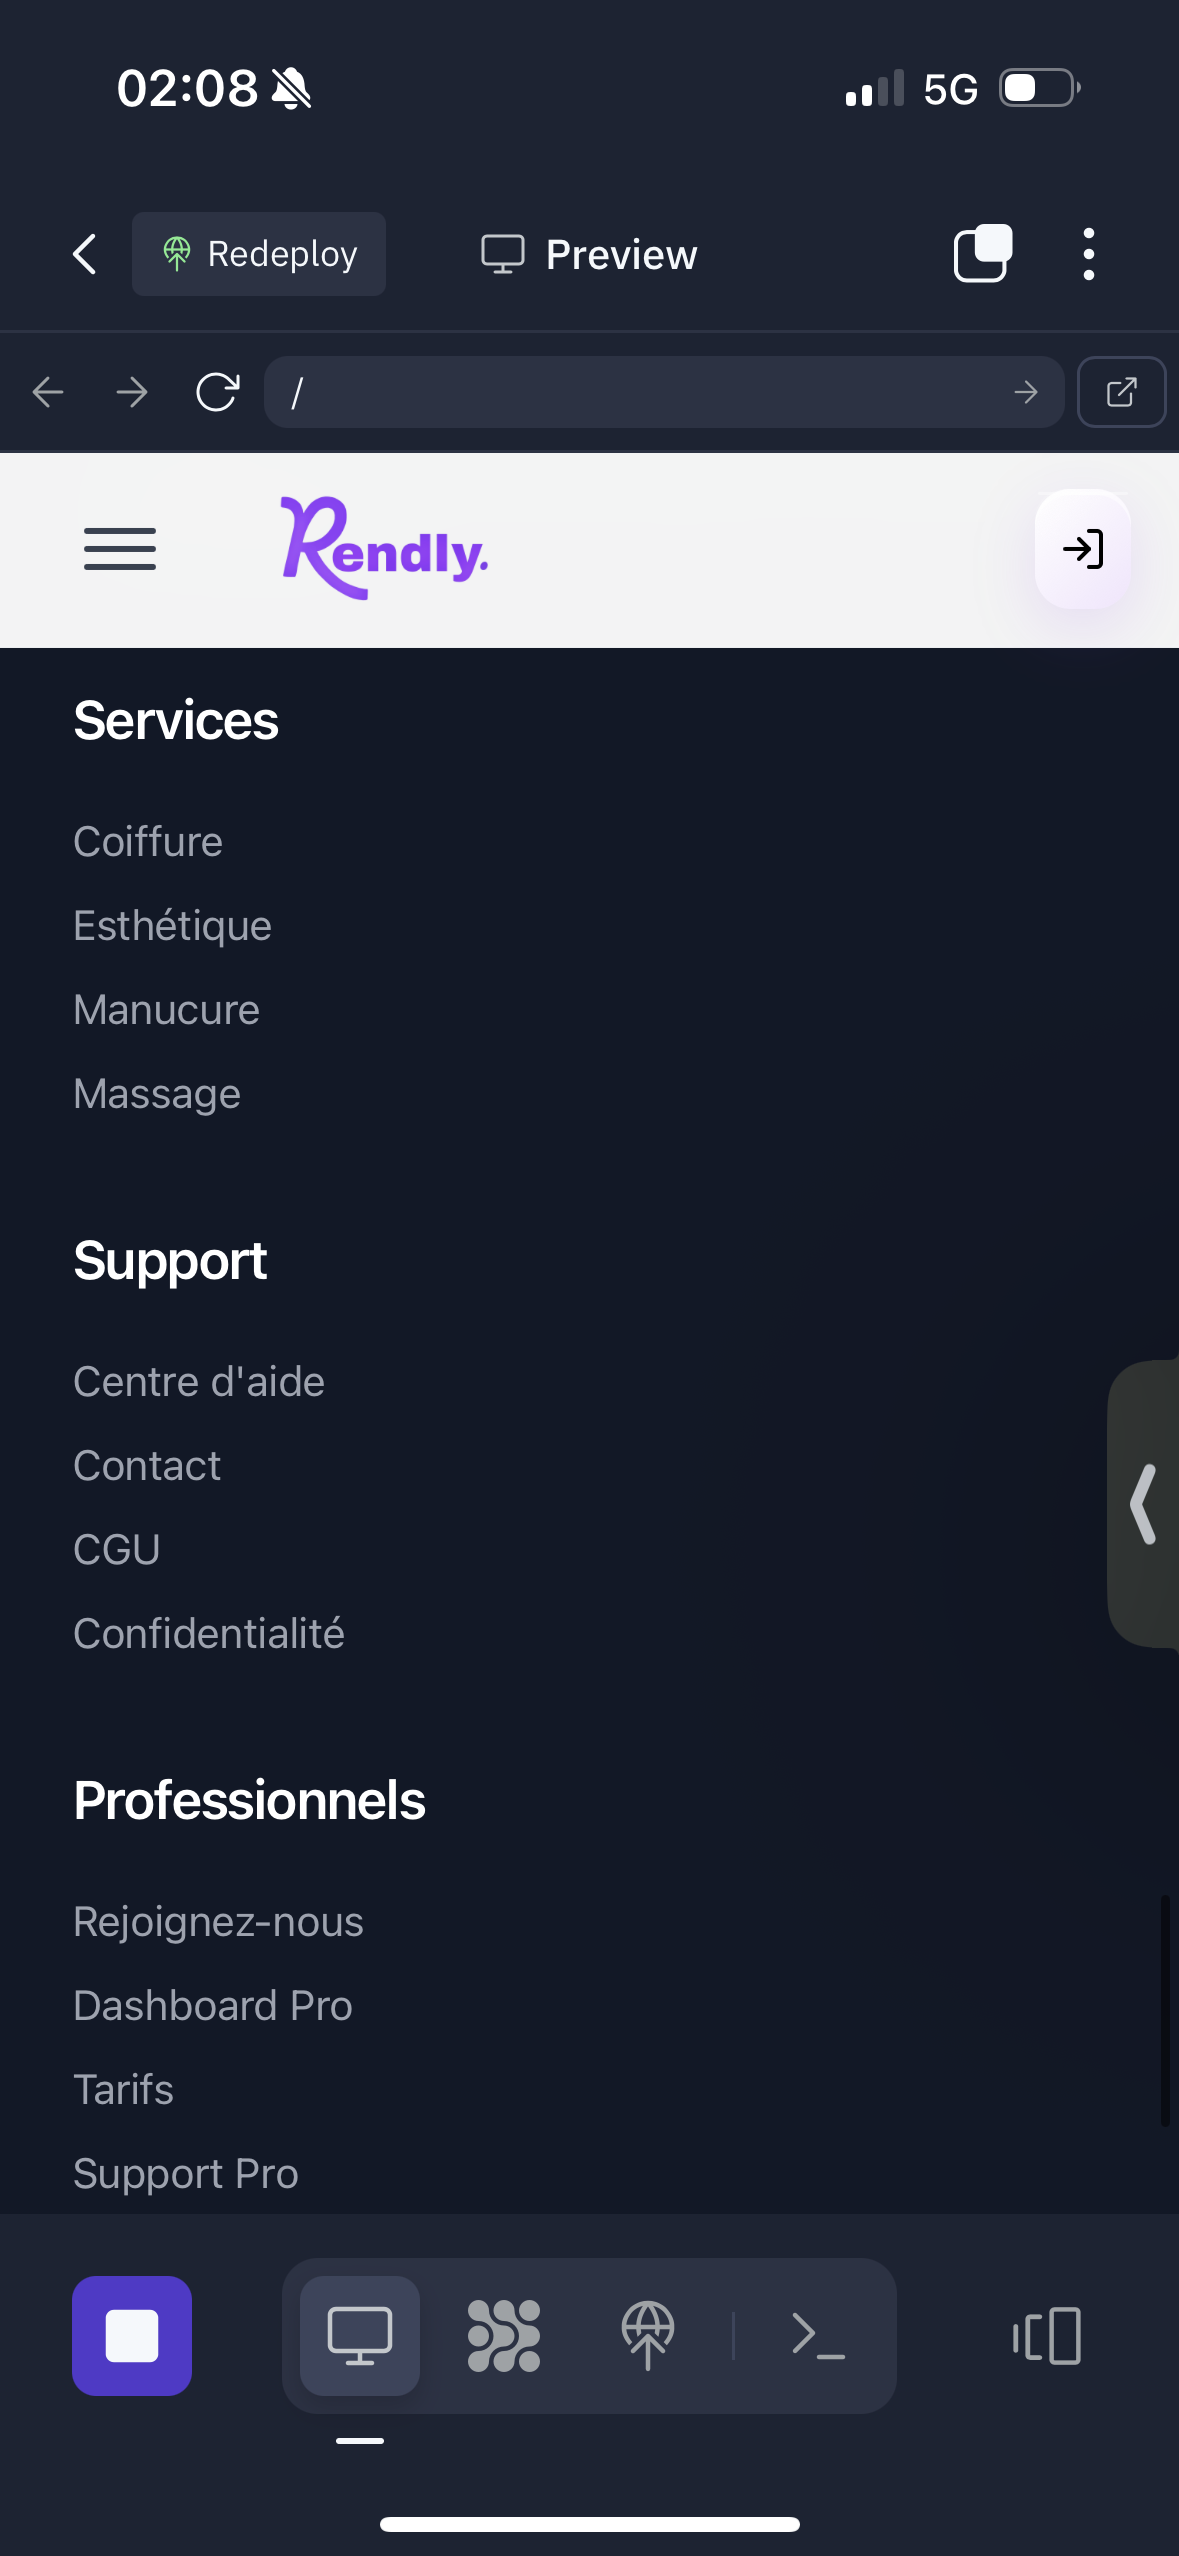 02:08
5G
Redeploy
Preview
/
Rendly.
Services
Coiffure
Esthétique
Manucure
Massage
Support
Centre d'aide
Contact
CGU
Confidentialité
Professionnels
Rejoignez-nous
Dashboard Pro
Tarifs
Support Pro